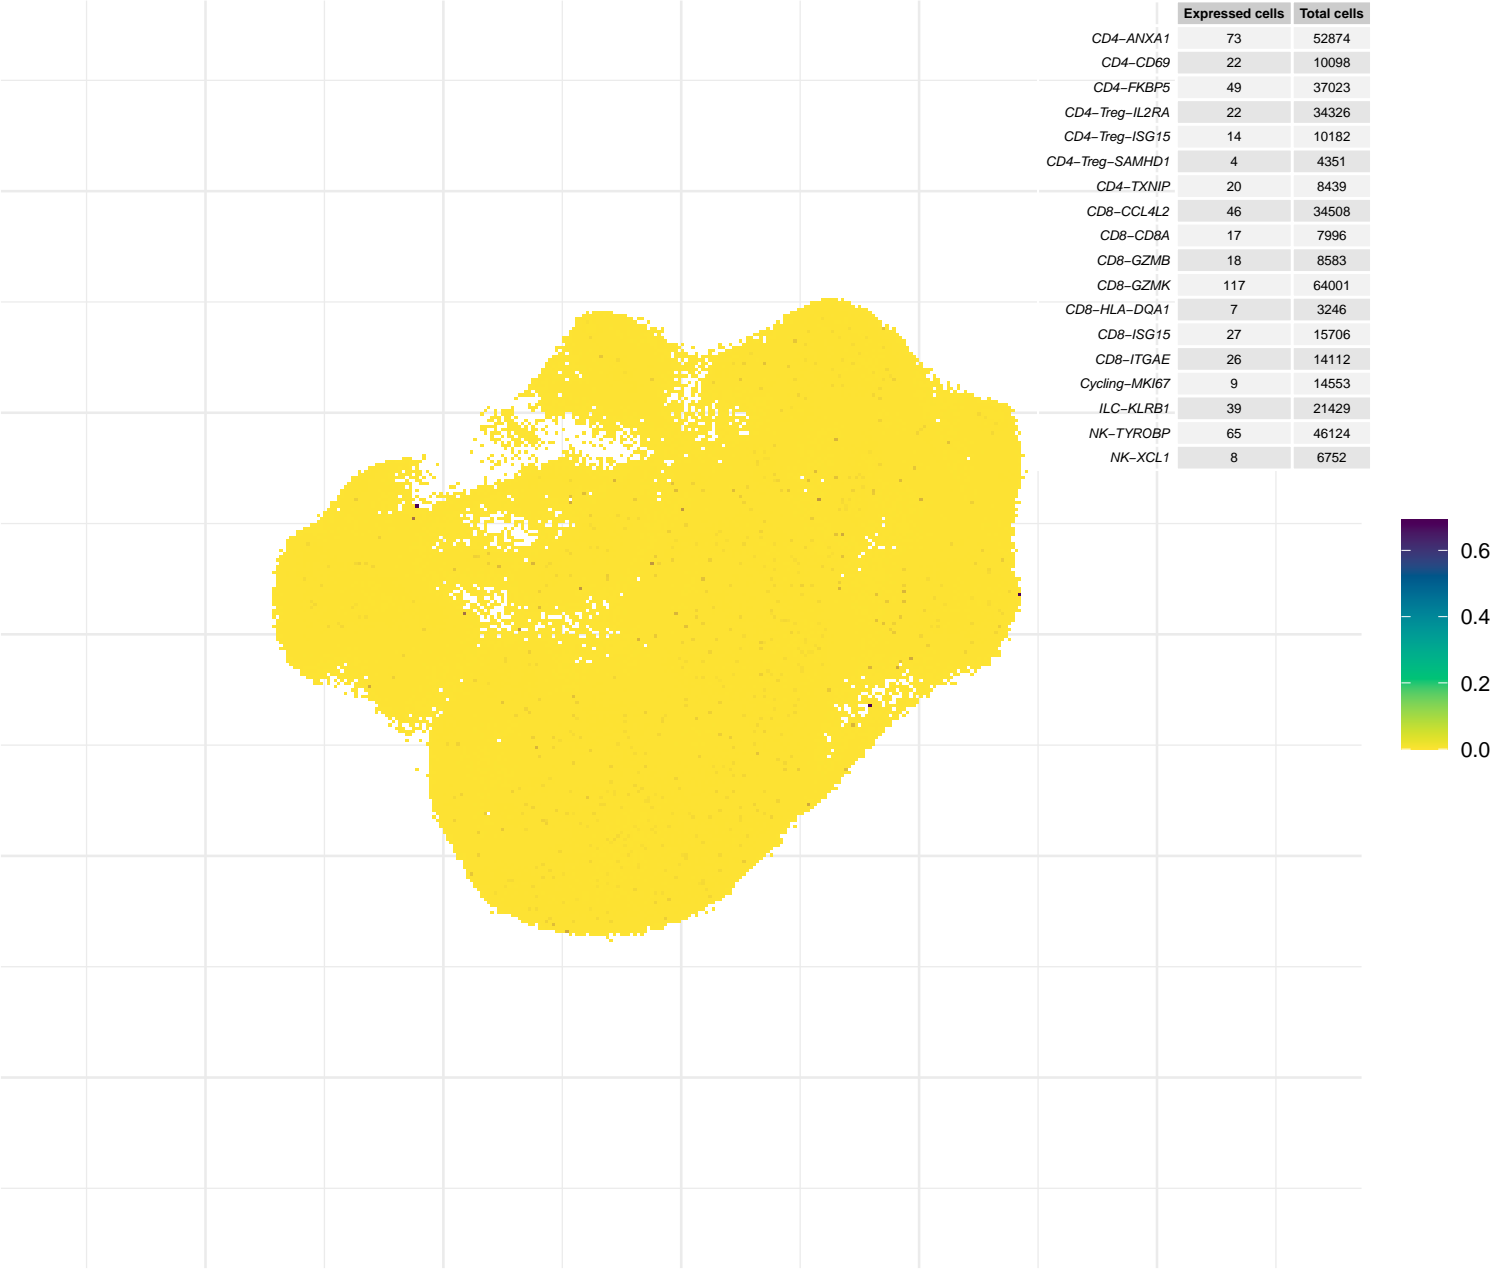 Expressed cells Total cells
CD4−ANXA1 73 52874
CD4−CD69 22 10098
CD4−FKBP5 49 37023
CD4−Treg−IL2RA 22 34326
CD4−Treg−ISG15 14 10182
CD4−Treg−SAMHD1 4 4351
CD4−TXNIP 20 8439
CD8−CCL4L2 46 34508
CD8−CD8A 17 7996
CD8−GZMB 18 8583
CD8−GZMK 117 64001
CD8−HLA−DQA1 7 3246
CD8−ISG15 27 15706
CD8−ITGAE 26 14112
Cycling−MKI67 9 14553
ILC−KLRB1 39 21429
NK−TYROBP 65 46124
NK−XCL1 8 6752
0.6
0.4
0.2
0.0